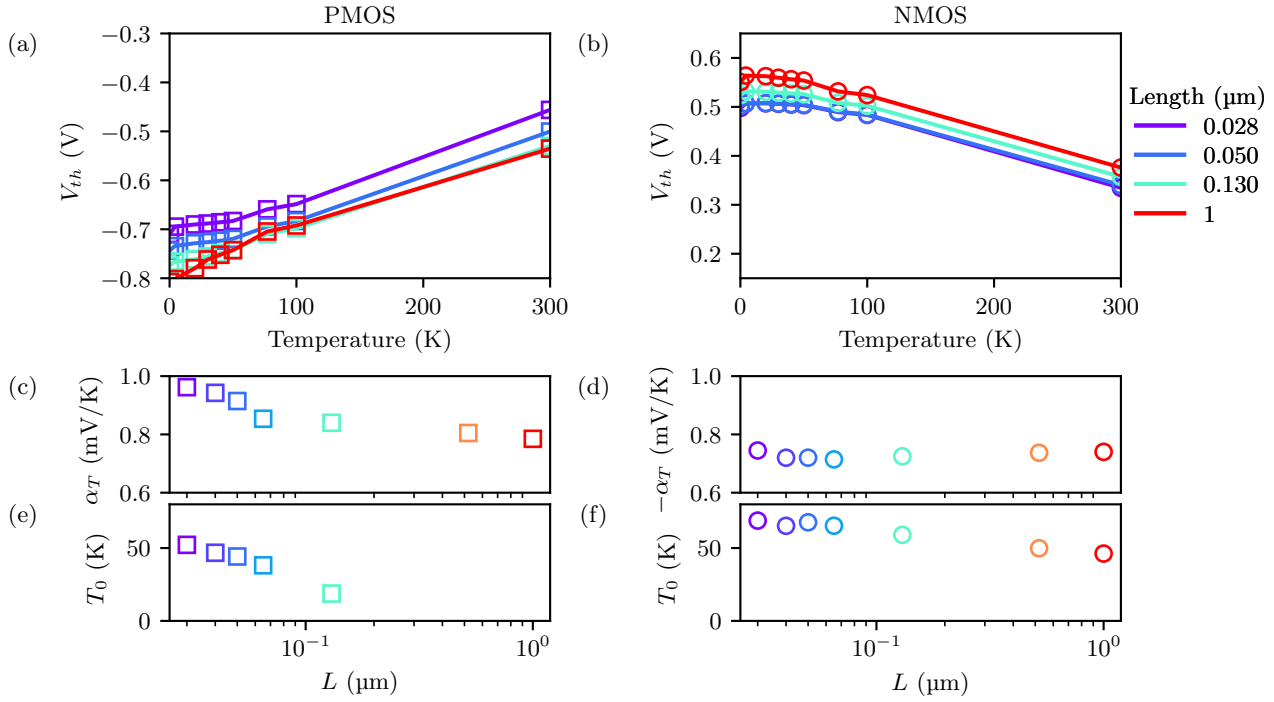 PMOS
NMOS
(a)
−0.3
−0.4
−0.5
−0.6
−0.7
−0.8
V_th (V)
0 100 200 300
Temperature (K)
(b)
0.6
0.5
0.4
0.3
0.2
V_th (V)
0 100 200 300
Temperature (K)
Length (µm)
0.028
0.050
0.130
1
(c)
1.0
0.8
0.6
α_T (mV/K)
(d)
1.0
0.8
0.6
−α_T (mV/K)
(e)
50
0
T_0 (K)
10^−1 10^0
L (µm)
(f)
50
0
T_0 (K)
10^−1 10^0
L (µm)